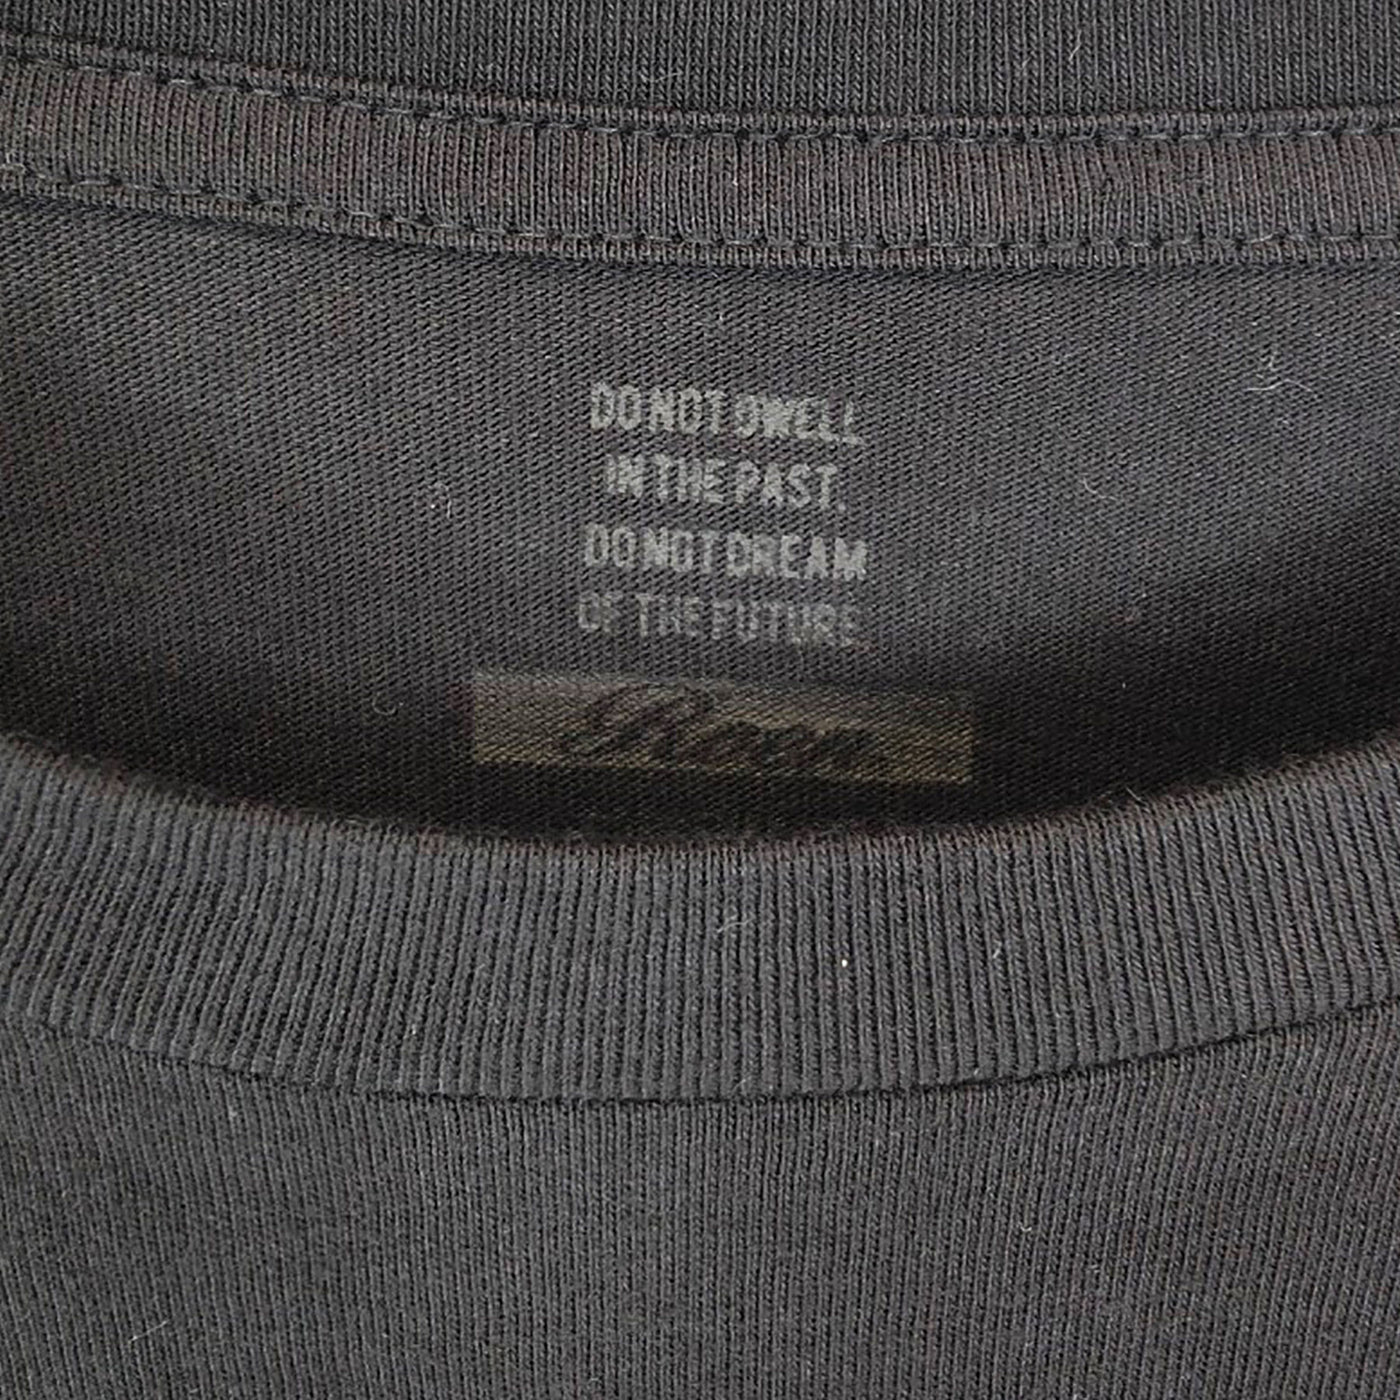 DO NOT DWELL
IN THE PAST.
DO NOT DREAM
OF THE FUTURE.